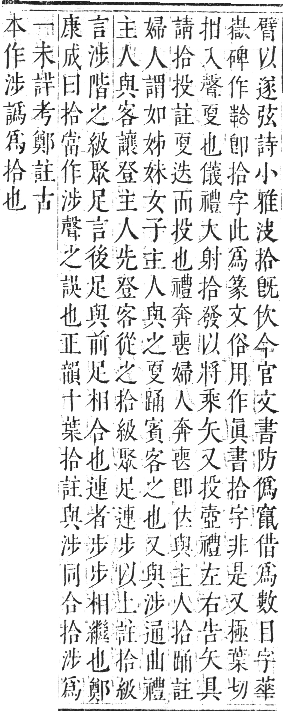 臂以遂弦詩小雅決拾旣佽今官文書防僞竄借爲數目字華
嶽碑作𩎟卽拾字此爲篆文俗用作眞書拾字非是又極葉切
扱入聲更也儀禮大射拾發以將乘矢又投壺禮左右告矢具
請拾投註更迭而投也禮奔喪婦人奔喪卽位與主人拾踊註
婦人謂如姊妹女子主人與之更踊賓客之也又與涉通曲禮
主人與客讓登主人先登客從之拾級聚足連步以上註拾級
言涉階之級聚足言後足與前足相合也連者步步相繼也鄭
康成曰拾當作涉聲之誤也正韻十葉拾註與涉同合拾涉爲
一未詳考鄭註古
本作涉譌爲拾也